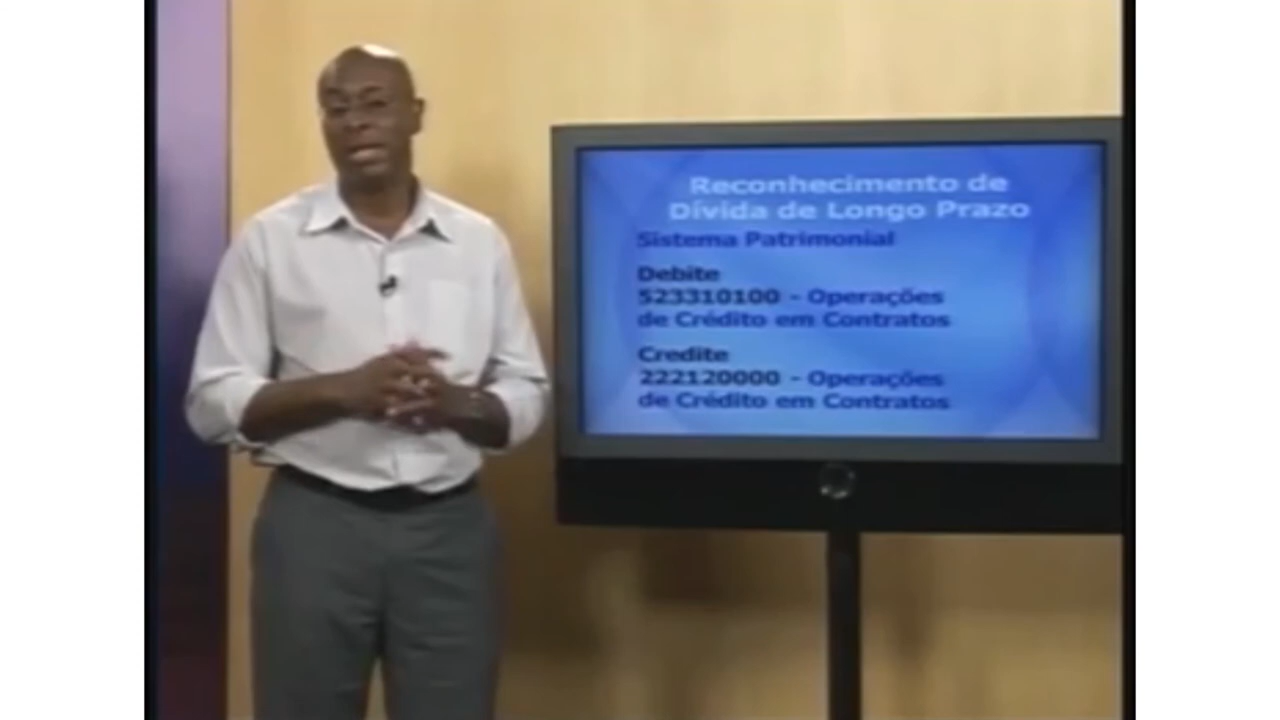 Reconhecimento de
Dívida de Longo Prazo
Sistema Patrimonial
Debite
523310100 - Operações
de Crédito em Contratos
Credite
222120000 - Operações
de Crédito em Contratos